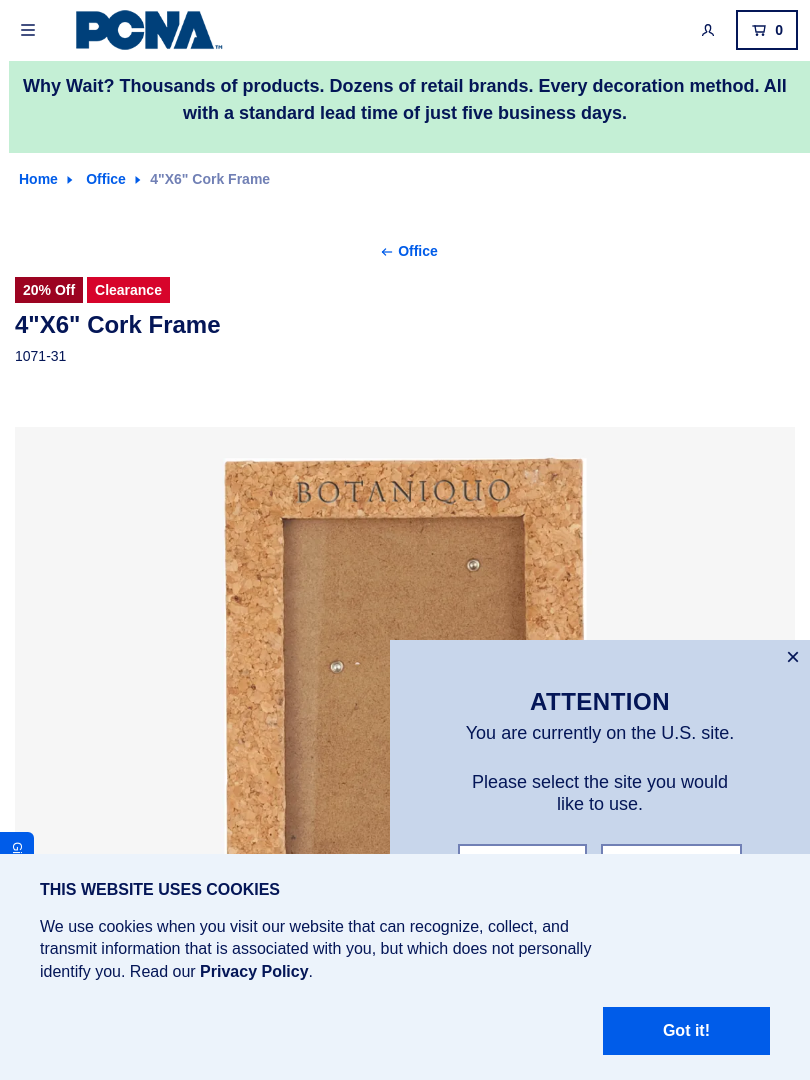 PCNA™
0
Why Wait? Thousands of products. Dozens of retail brands. Every decoration method. All
with a standard lead time of just five business days.
Home Office 4"X6" Cork Frame
Office
20% Off Clearance
4"X6" Cork Frame
1071-31
BOTANIQUO
ATTENTION
You are currently on the U.S. site.
Please select the site you would
like to use.
THIS WEBSITE USES COOKIES
We use cookies when you visit our website that can recognize, collect, and
transmit information that is associated with you, but which does not personally
identify you. Read our Privacy Policy.
Got it!